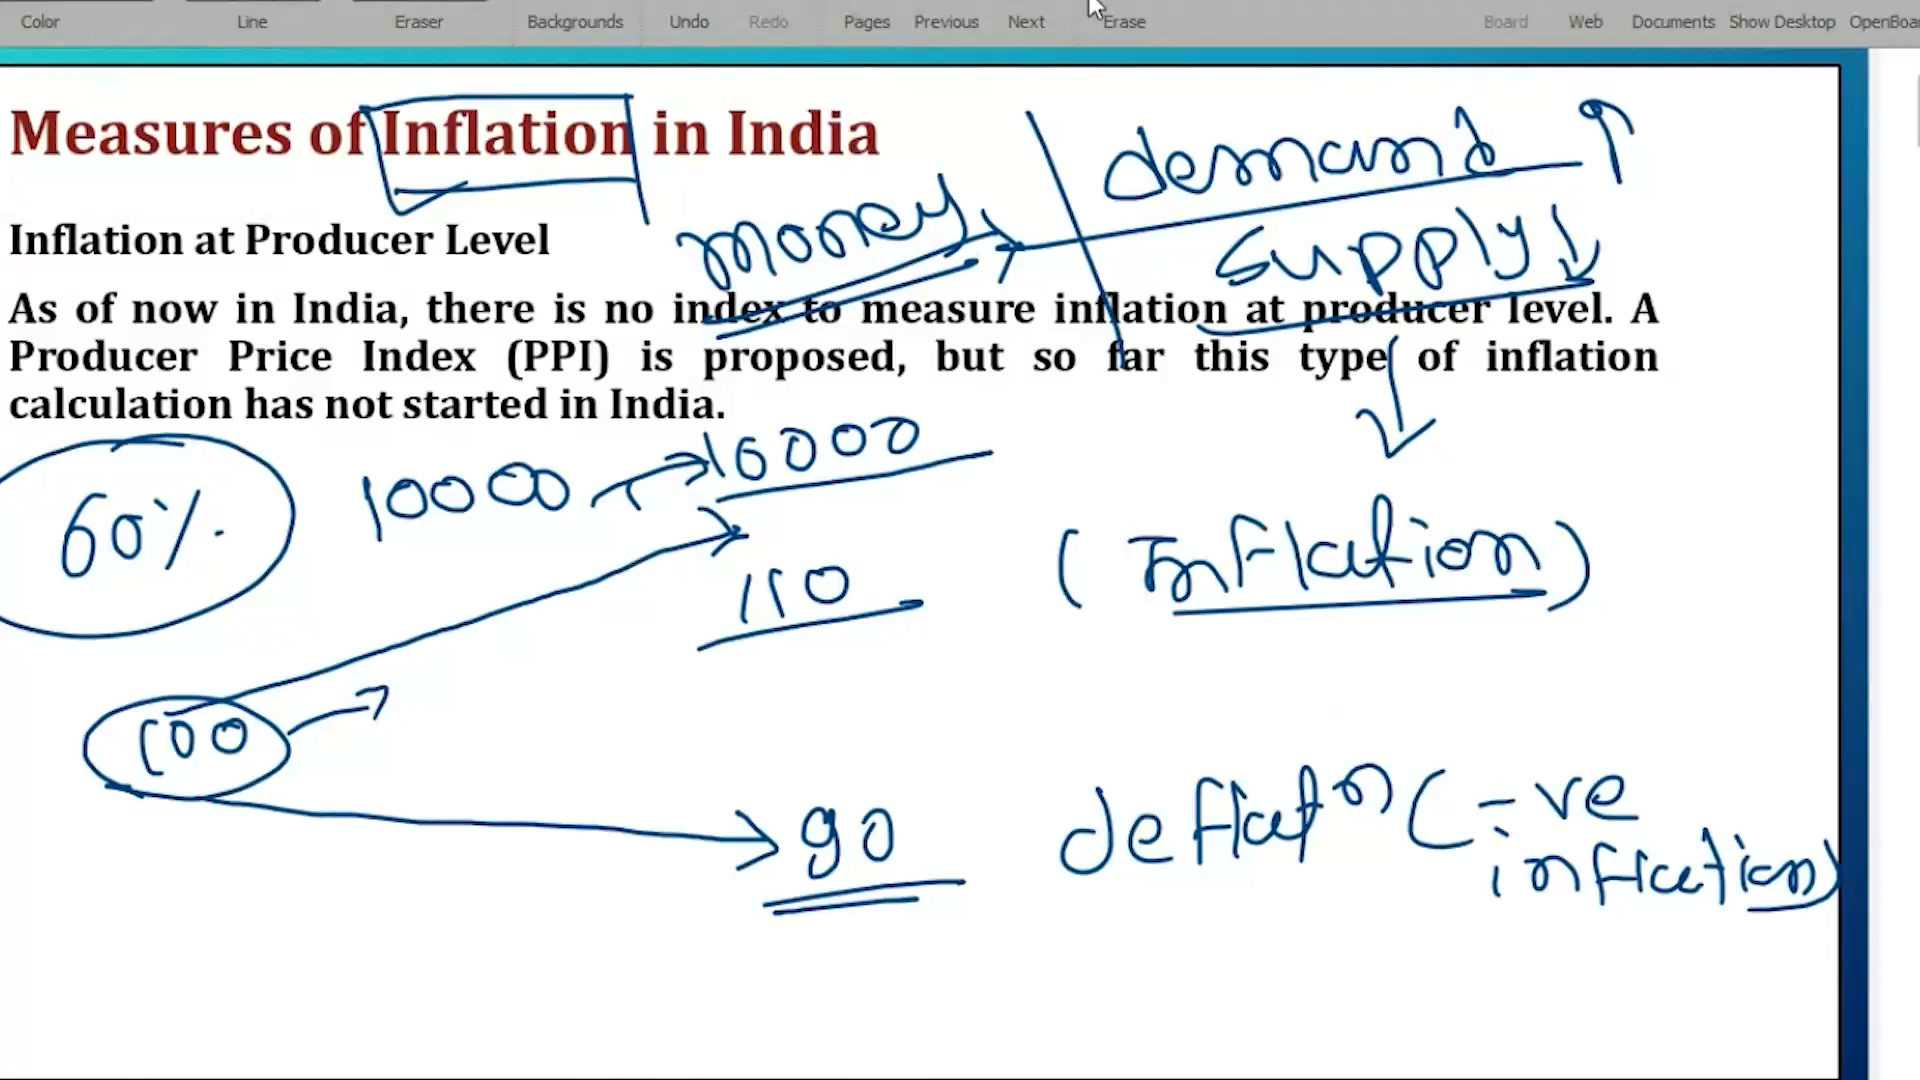 Color Line Eraser Backgrounds Undo Redo Pages Previous Next Erase Board Web Documents Show Desktop OpenBoar
Measures of Inflation in India
demand
money
supply
Inflation at Producer Level
As of now in India, there is no index to measure inflation at producer level. A
Producer Price Index (PPI) is proposed, but so far this type of inflation
calculation has not started in India.
60%
10000
16000
110
(Inflation)
100
90
deflatn (-ve
inflation)